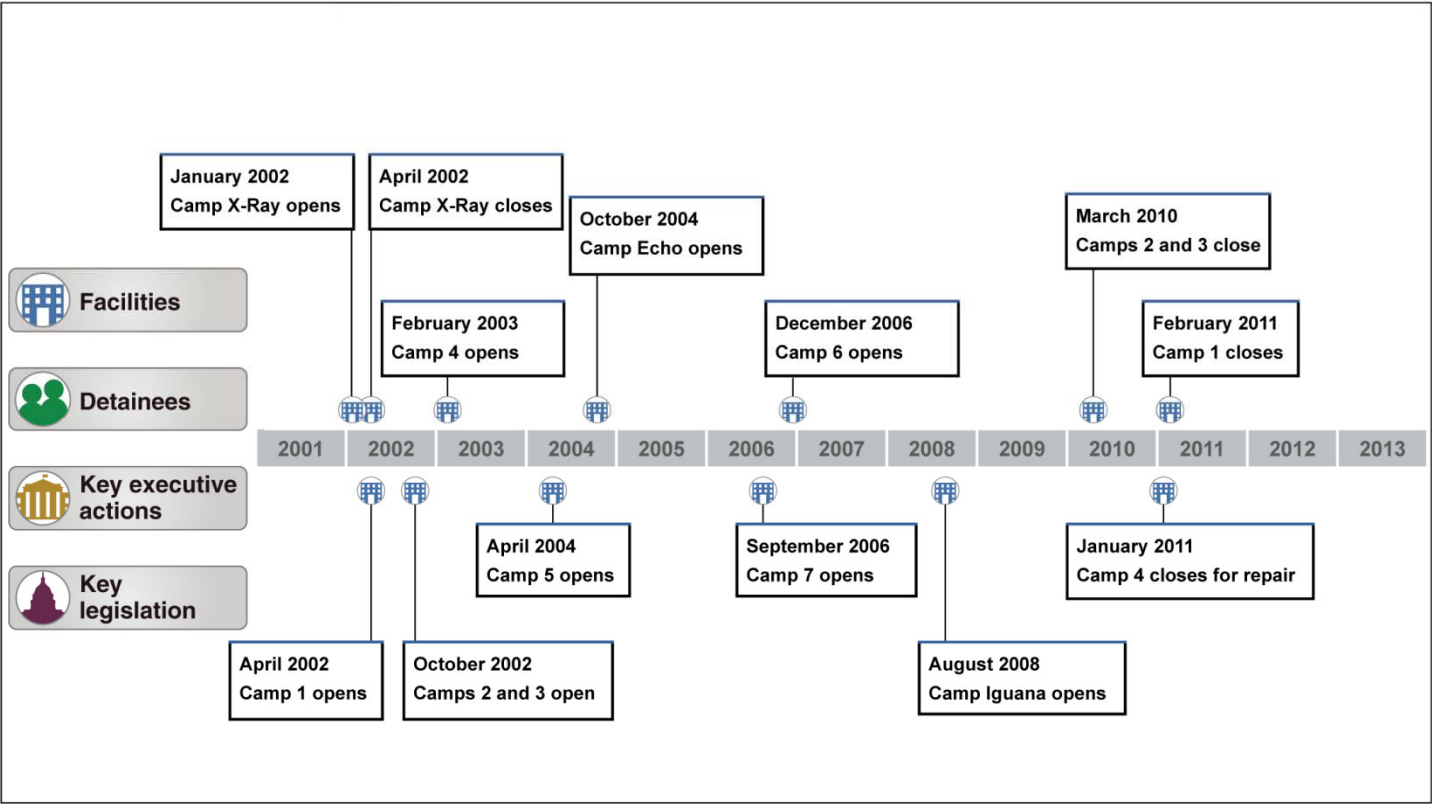 January 2002
Camp X-Ray opens
April 2002
Camp X-Ray closes
October 2004
Camp Echo opens
March 2010
Camps 2 and 3 close
Facilities
February 2003
Camp 4 opens
December 2006
Camp 6 opens
February 2011
Camp 1 closes
Detainees
2001 2002 2003 2004 2005 2006 2007 2008 2009 2010 2011 2012 2013
Key executive
actions
April 2004
Camp 5 opens
September 2006
Camp 7 opens
January 2011
Camp 4 closes for repair
Key
legislation
April 2002
Camp 1 opens
October 2002
Camps 2 and 3 open
August 2008
Camp Iguana opens